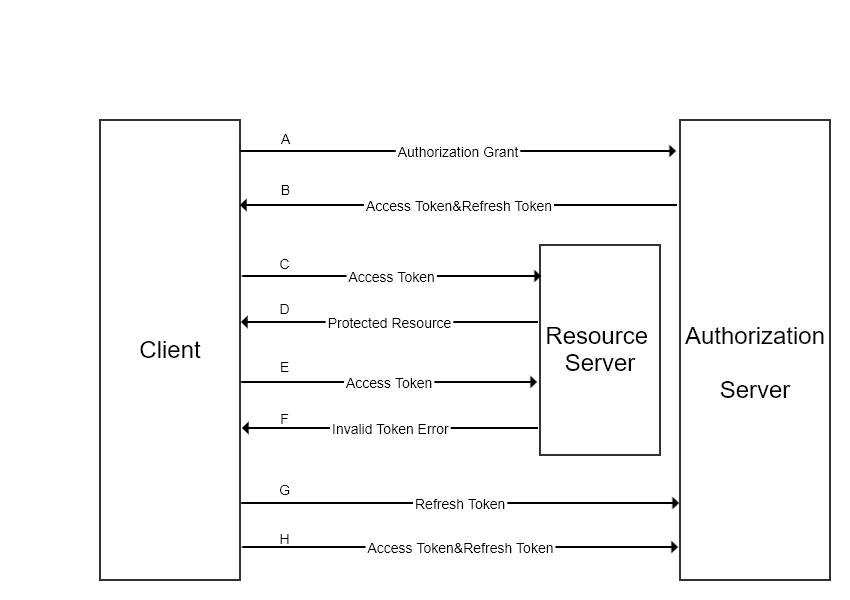 A
Authorization Grant
B
Access Token&Refresh Token
C
Access Token
D
Protected Resource
E
Access Token
F
Invalid Token Error
G
Refresh Token
H
Access Token&Refresh Token
Client
Resource
Server
Authorization
Server